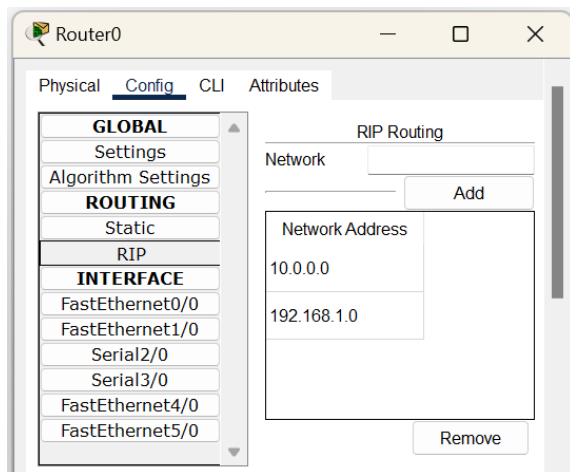 Router0
Physical Config CLI Attributes
GLOBAL
Settings
Algorithm Settings
ROUTING
Static
RIP
INTERFACE
FastEthernet0/0
FastEthernet1/0
Serial2/0
Serial3/0
FastEthernet4/0
FastEthernet5/0
RIP Routing
Network
Add
Network Address
10.0.0.0
192.168.1.0
Remove